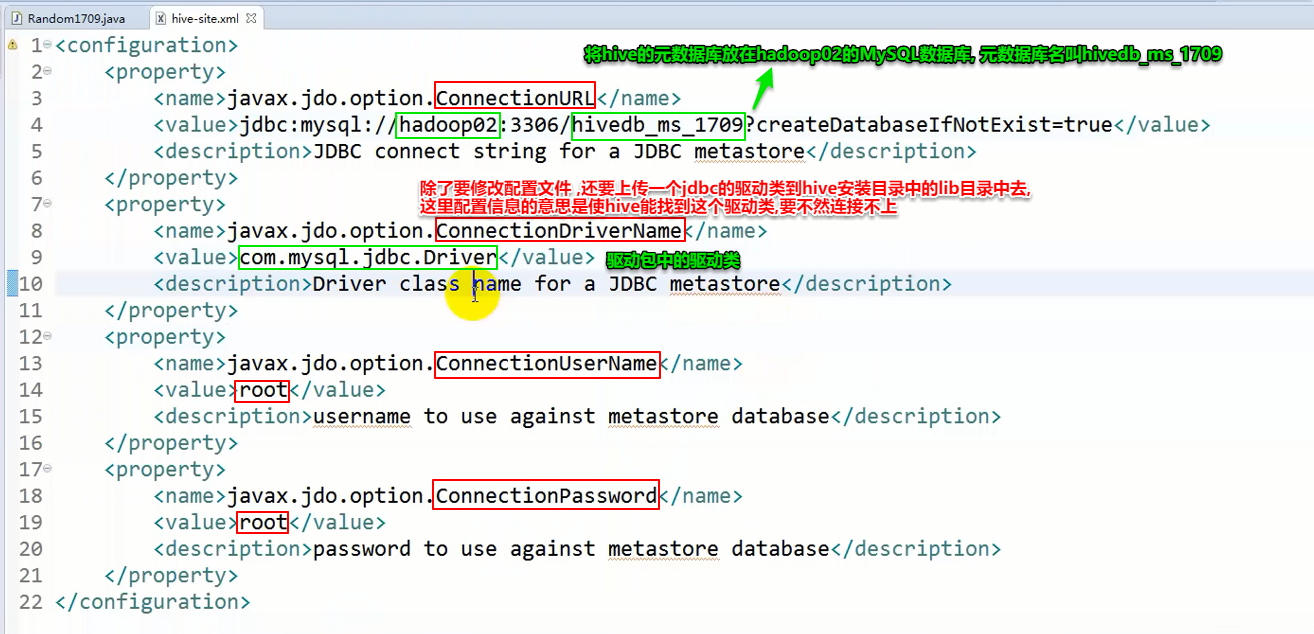 Random1709.java hive-site.xml
将hive的元数据库放在hadoop02的MySQL数据库, 元数据库名叫hivedb_ms_1709
1 <configuration>
2 <property>
3 <name>javax.jdo.option.ConnectionURL</name>
4 <value>jdbc:mysql://hadoop02:3306/hivedb_ms_1709?createDatabaseIfNotExist=true</value>
5 <description>JDBC connect string for a JDBC metastore</description>
6 </property>
除了要修改配置文件 ,还要上传一个jdbc的驱动类到hive安装目录中的lib目录中去,
7 <property>
这里配置信息的意思是使hive能找到这个驱动类,要不然连接不上
8 <name>javax.jdo.option.ConnectionDriverName</name>
9 <value>com.mysql.jdbc.Driver</value> 驱动包中的驱动类
10 <description>Driver class name for a JDBC metastore</description>
11 </property>
12 <property>
13 <name>javax.jdo.option.ConnectionUserName</name>
14 <value>root</value>
15 <description>username to use against metastore database</description>
16 </property>
17 <property>
18 <name>javax.jdo.option.ConnectionPassword</name>
19 <value>root</value>
20 <description>password to use against metastore database</description>
21 </property>
22 </configuration>